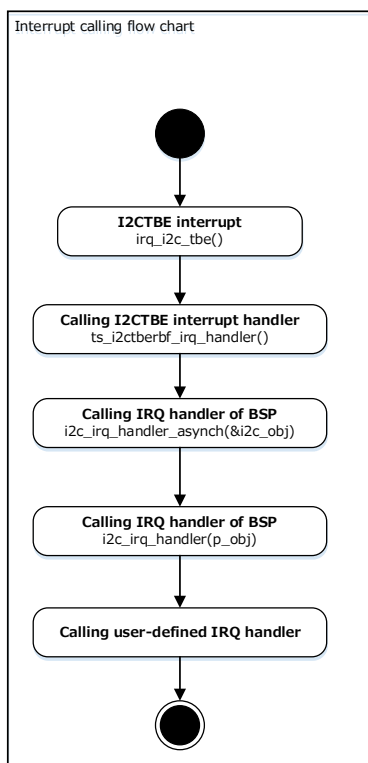 Interrupt calling flow chart
I2CTBE interrupt
irq_i2c_tbe()
Calling I2CTBE interrupt handler
ts_i2ctberbf_irq_handler()
Calling IRQ handler of BSP
i2c_irq_handler_asynch(&i2c_obj)
Calling IRQ handler of BSP
i2c_irq_handler(p_obj)
Calling user-defined IRQ handler